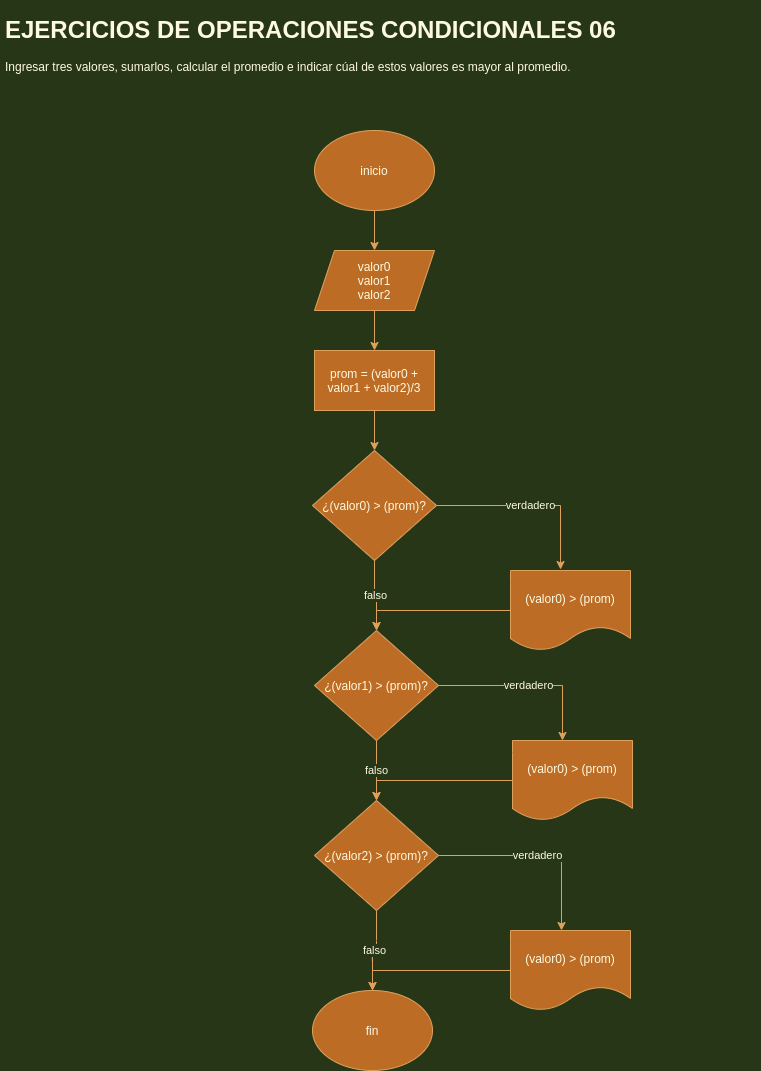 EJERCICIOS DE OPERACIONES CONDICIONALES 06
Ingresar tres valores, sumarlos, calcular el promedio e indicar cúal de estos valores es mayor al promedio.
inicio
valor0
valor1
valor2
prom = (valor0 +
valor1 + valor2)/3
¿(valor0) > (prom)?
verdadero
falso
(valor0) > (prom)
¿(valor1) > (prom)?
verdadero
falso
(valor0) > (prom)
¿(valor2) > (prom)?
verdadero
falso
(valor0) > (prom)
fin